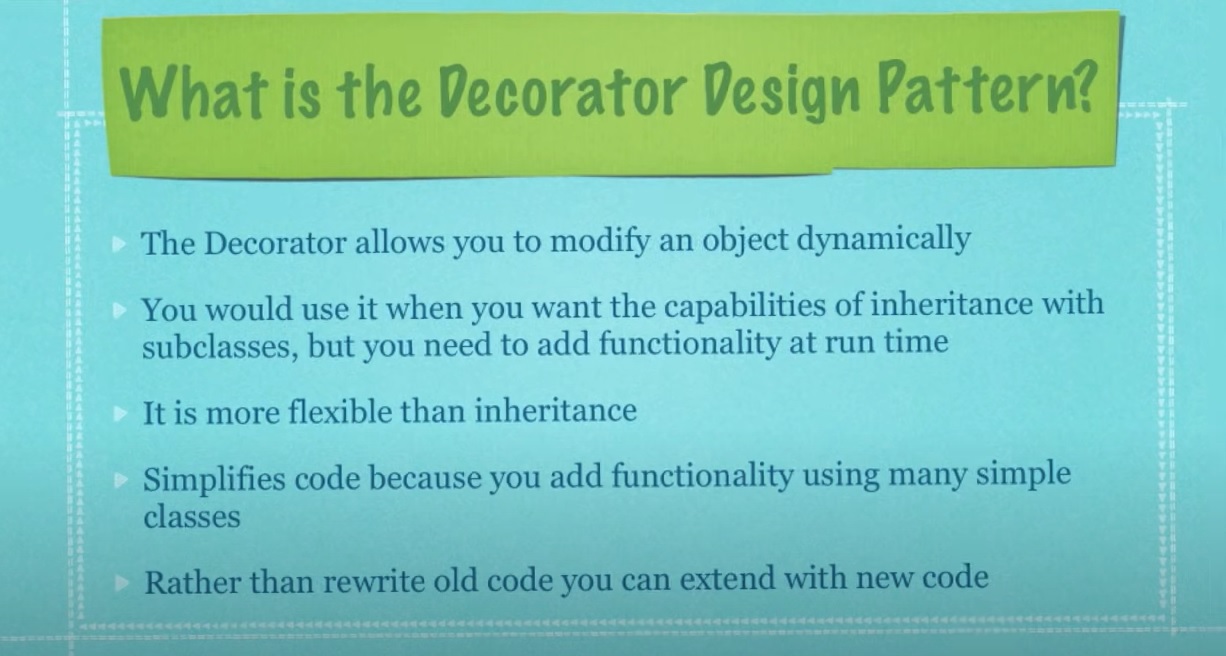 What is the Decorator Design Pattern?
The Decorator allows you to modify an object dynamically
You would use it when you want the capabilities of inheritance with
subclasses, but you need to add functionality at run time
It is more flexible than inheritance
Simplifies code because you add functionality using many simple
classes
Rather than rewrite old code you can extend with new code